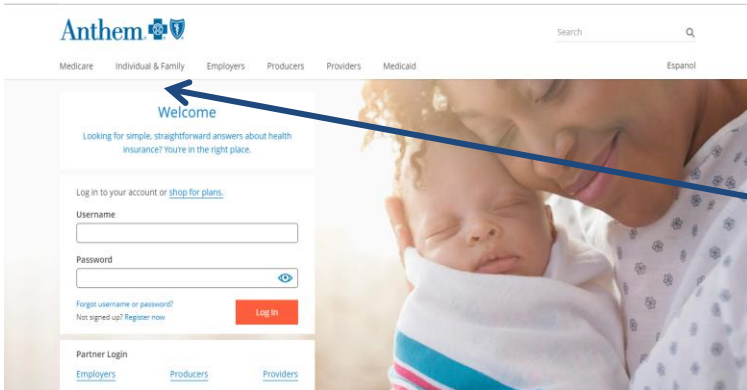 Anthem
Search
Medicare Individual & Family Employers Producers Providers Medicaid Espanol
Welcome
Looking for simple, straightforward answers about health
insurance? You're in the right place.
Log in to your account or shop for plans.
Username
Password
Forgot username or password?
Not signed up? Register now
Log In
Partner Login
Employers Producers Providers